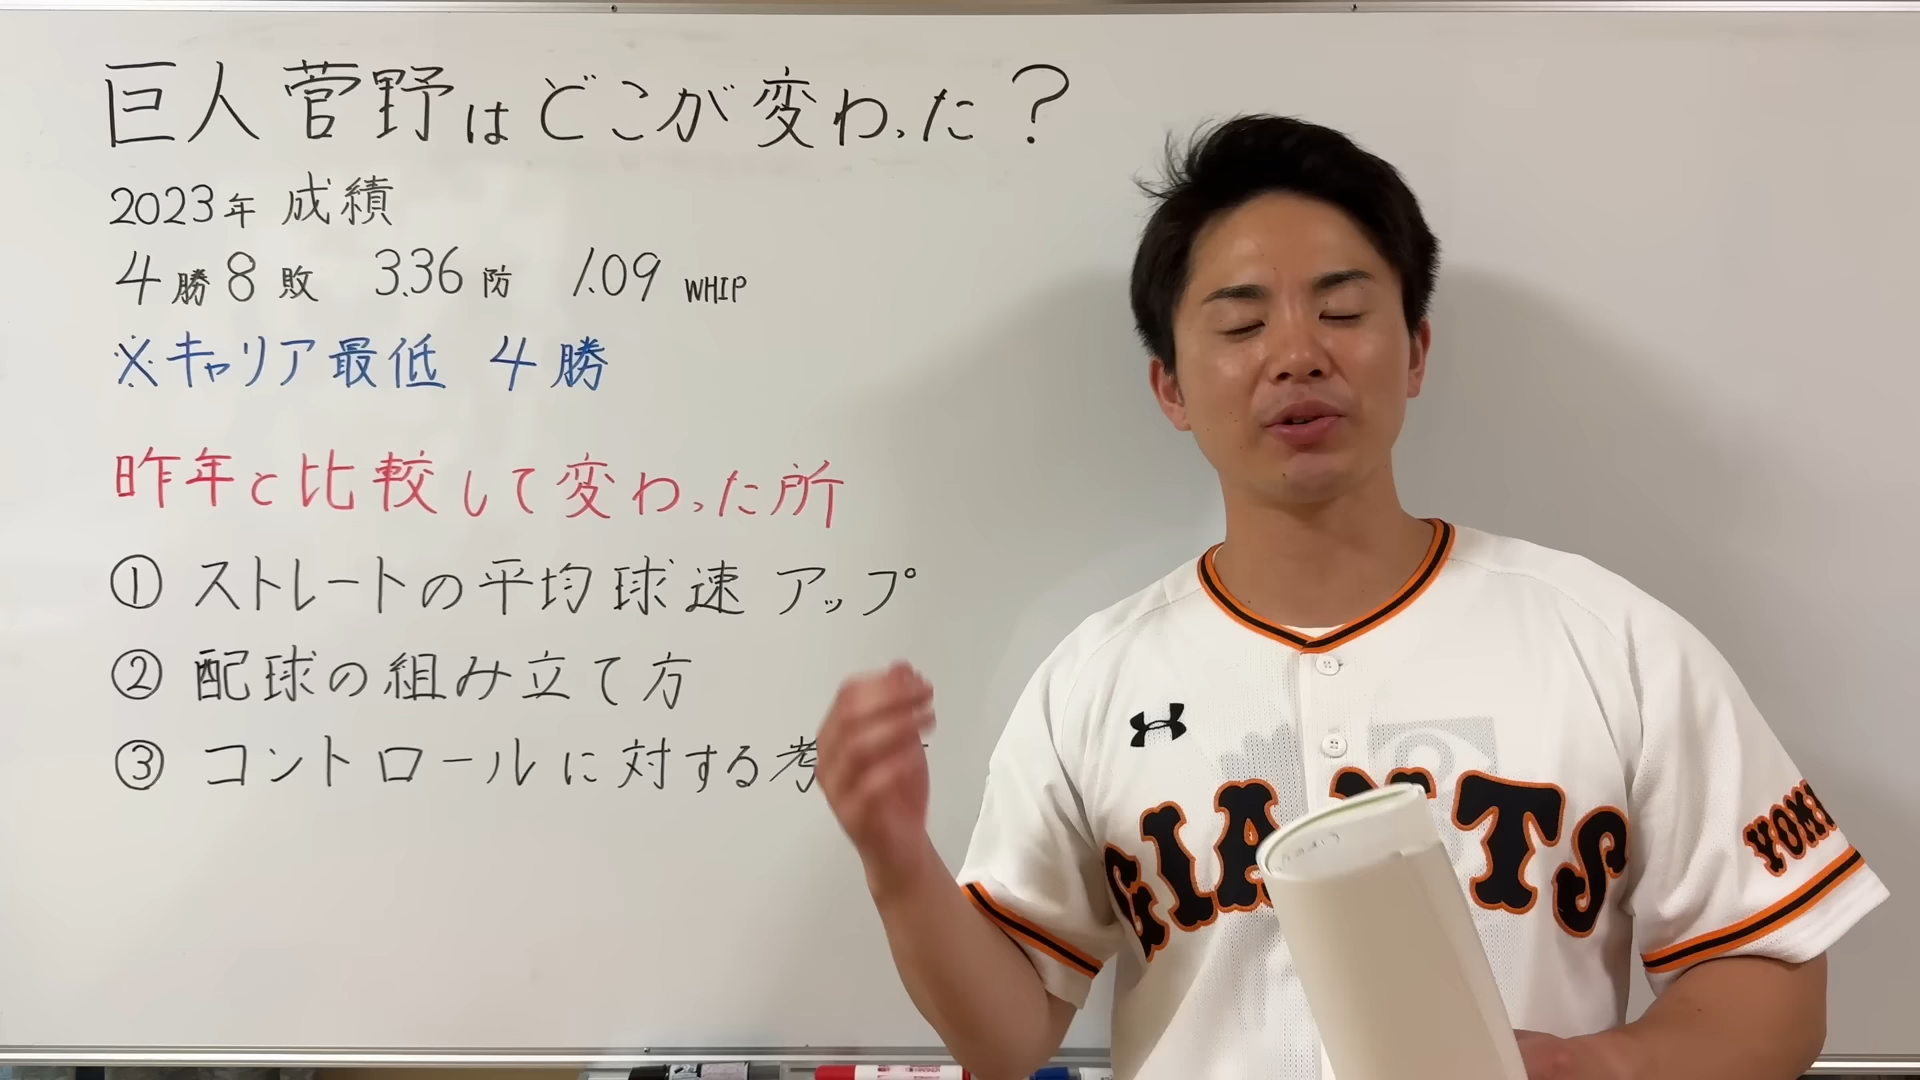 巨人菅野はどこが変わった?
2023年 成績
4勝8敗 3.36防 1.09 WHIP
※キャリア最低 4勝
昨年と比較して変わった所
① ストレートの平均球速アップ
② 配球の組み立て方
③ コントロールに対する考
GIANTS
YOMI